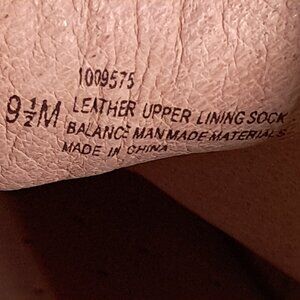 1009575
9½M LEATHER UPPER LINING SOCK
BALANCE MAN MADE MATERIALS
MADE IN CHINA